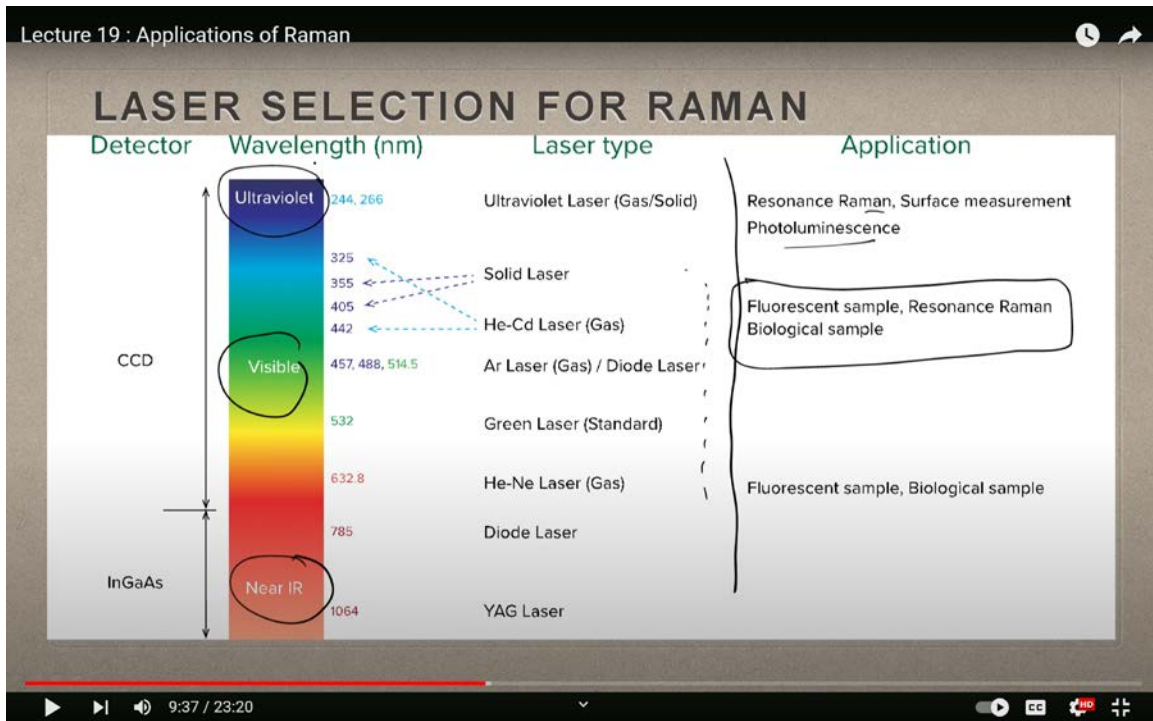 Lecture 19 : Applications of Raman
LASER SELECTION FOR RAMAN
Detector Wavelength (nm) Laser type Application
Ultraviolet 244, 266 Ultraviolet Laser (Gas/Solid) Resonance Raman, Surface measurement
Photoluminescence
325
355 Solid Laser
405 Fluorescent sample, Resonance Raman
442 He-Cd Laser (Gas) Biological sample
CCD Visible 457, 488, 514.5 Ar Laser (Gas) / Diode Laser
532 Green Laser (Standard)
632.8 He-Ne Laser (Gas) Fluorescent sample, Biological sample
785 Diode Laser
InGaAs Near IR
1064 YAG Laser
9:37 / 23:20 CC HD